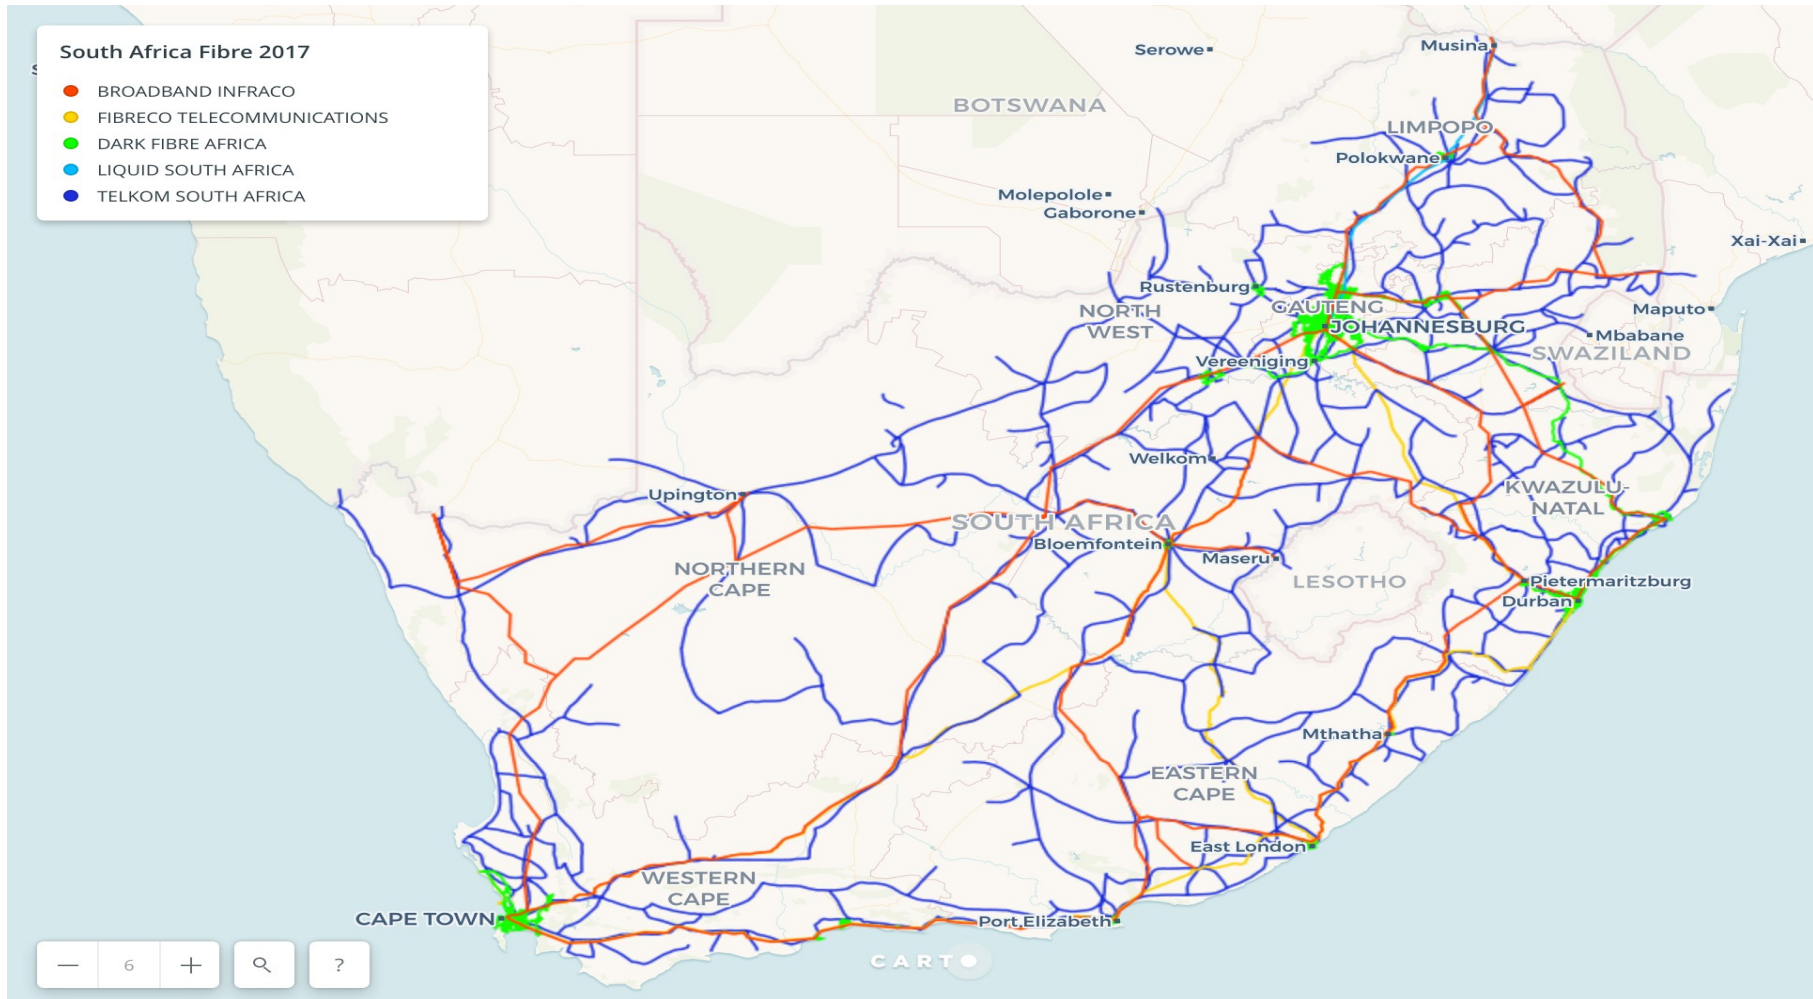 South Africa Fibre 2017
BROADBAND INFRACO
FIBRECO TELECOMMUNICATIONS
DARK FIBRE AFRICA
LIQUID SOUTH AFRICA
TELKOM SOUTH AFRICA
Serowe
Musina
BOTSWANA
LIMPOPO
Polokwane
Molepolole
Gaborone
Xai-Xai
Rustenburg
NORTH
WEST
GAUTENG
JOHANNESBURG
Maputo
Mbabane
SWAZILAND
Vereeniging
Welkom
Upington
KWAZULU-
NATAL
SOUTH AFRICA
Bloemfontein
Maseru
LESOTHO
NORTHERN
CAPE
Pietermaritzburg
Durban
Mthatha
EASTERN
CAPE
East London
WESTERN
CAPE
CAPE TOWN
Port Elizabeth
6
?
CARTO